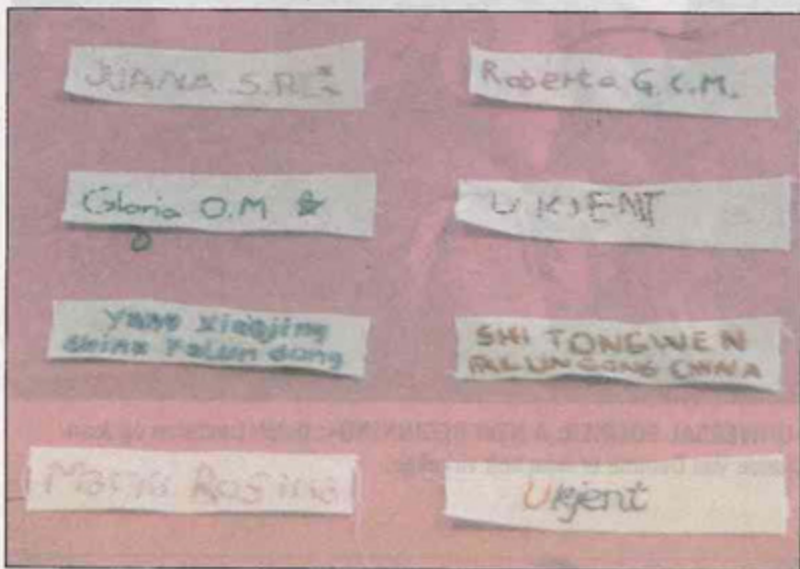 JUANA S.R.
Roberto G.C.M.
Gloria O.M
UKJENT
Yang Xiaojing
china Falun Gong
SHI TONGWEN
FALUN GONG CHINA
Maria Rosina
Ukjent